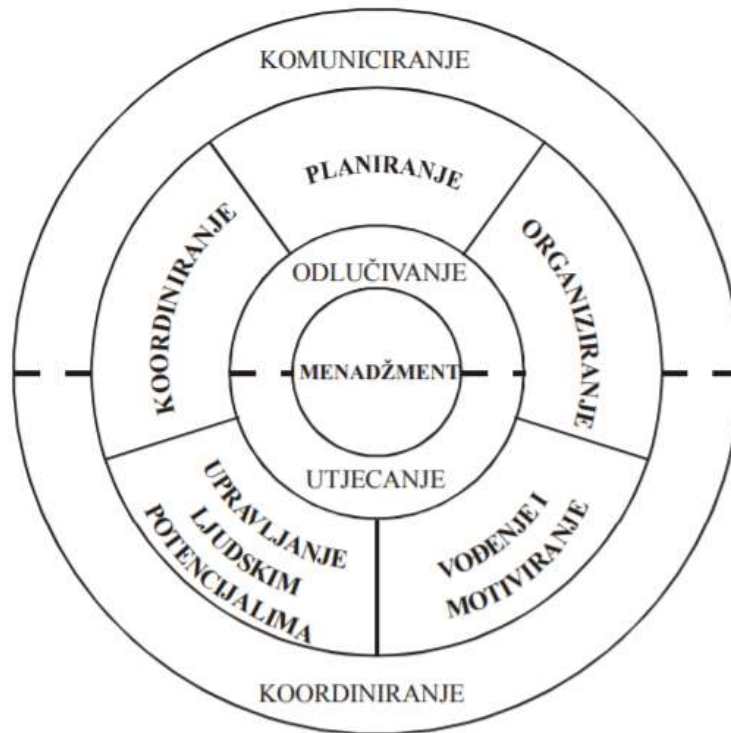 KOMUNICIRANJE
PLANIRANJE
KOORDINIRANJE
ORGANIZIRANJE
ODLUČIVANJE
MENADŽMENT
UTJECANJE
UPRAVLJANJE
LJUDSKIM
POTENCIJALIMA
VOĐENJE I
MOTIVIRANJE
KOORDINIRANJE